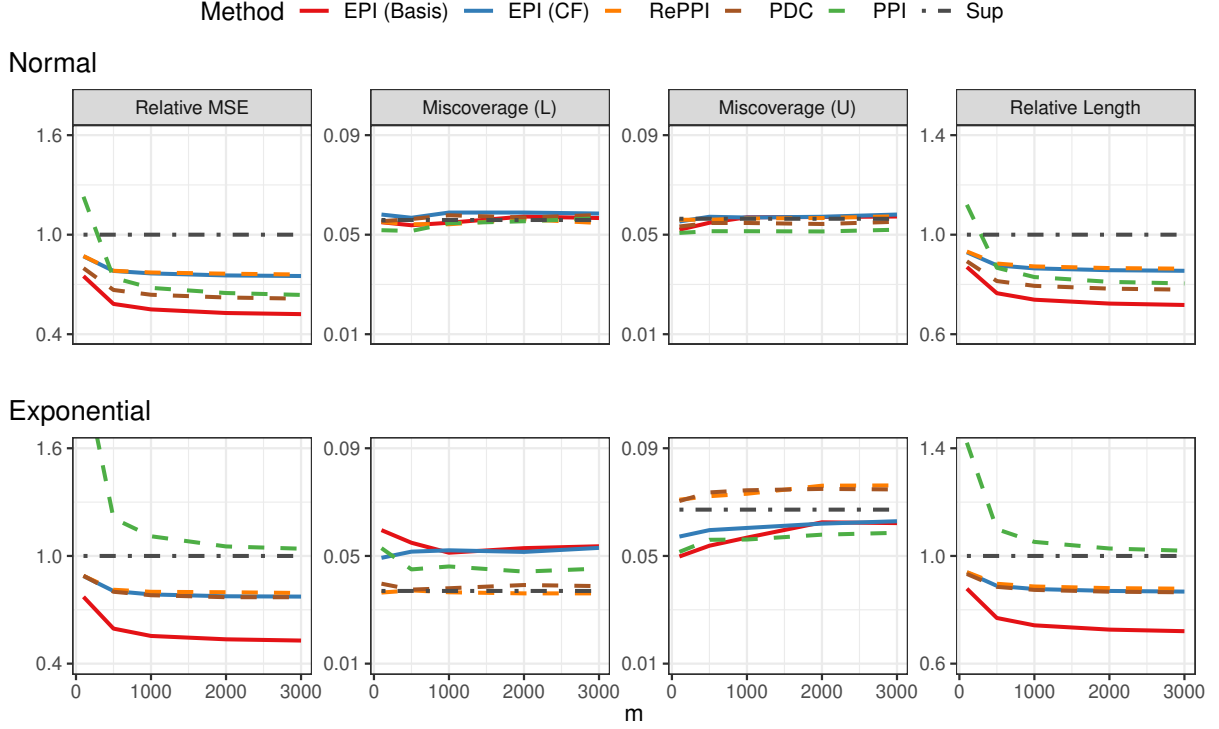 Method EPI (Basis) EPI (CF) RePPI PDC PPI Sup
Normal
Relative MSE Miscoverage (L) Miscoverage (U) Relative Length
1.6 0.09 0.09 1.4
1.0 0.05 0.05 1.0
0.4 0.01 0.01 0.6
Exponential
1.6 0.09 0.09 1.4
1.0 0.05 0.05 1.0
0.4 0.01 0.01 0.6
0 1000 2000 3000 0 1000 2000 3000 0 1000 2000 3000 0 1000 2000 3000
m